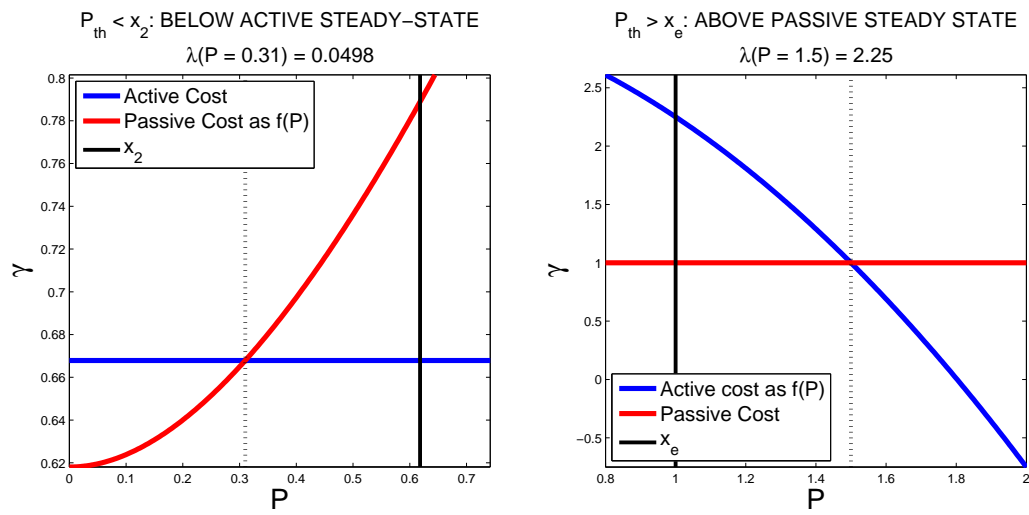 P_th < x_2: BELOW ACTIVE STEADY−STATE
λ(P = 0.31) = 0.0498
0.8
0.78
0.76
0.74
0.72
0.7
0.68
0.66
0.64
0.62
γ
Active Cost
Passive Cost as f(P)
x_2
0
0.1
0.2
0.3
0.4
0.5
0.6
0.7
P
P_th > x_e: ABOVE PASSIVE STEADY STATE
λ(P = 1.5) = 2.25
2.5
2
1.5
1
0.5
0
−0.5
γ
Active cost as f(P)
Passive Cost
x_e
0.8
1
1.2
1.4
1.6
1.8
2
P